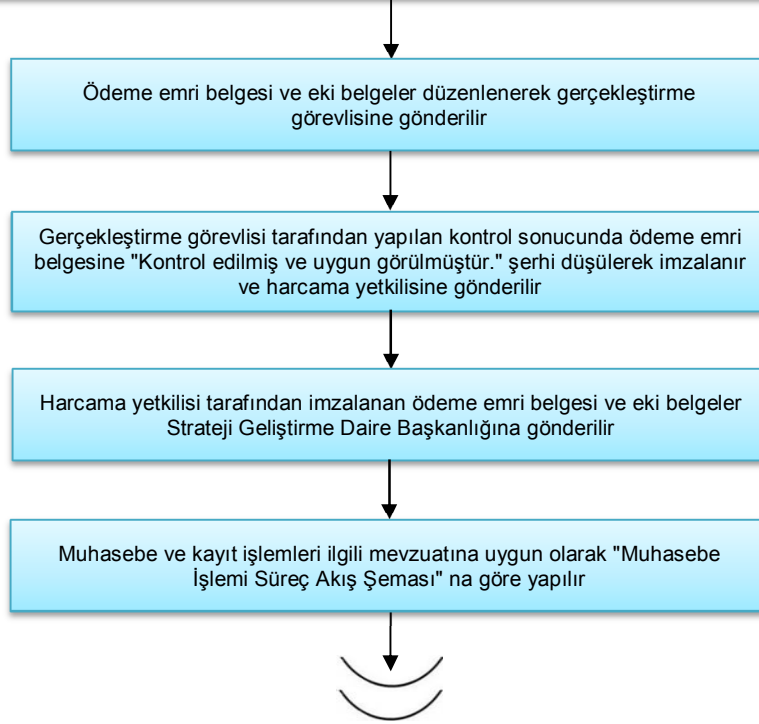 Ödeme emri belgesi ve eki belgeler düzenlenerek gerçekleştirme
görevlisine gönderilir
Gerçekleştirme görevlisi tarafından yapılan kontrol sonucunda ödeme emri
belgesine "Kontrol edilmiş ve uygun görülmüştür." şerhi düşülerek imzalanır
ve harcama yetkilisine gönderilir
Harcama yetkilisi tarafından imzalanan ödeme emri belgesi ve eki belgeler
Strateji Geliştirme Daire Başkanlığına gönderilir
Muhasebe ve kayıt işlemleri ilgili mevzuatına uygun olarak "Muhasebe
İşlemi Süreç Akış Şeması" na göre yapılır